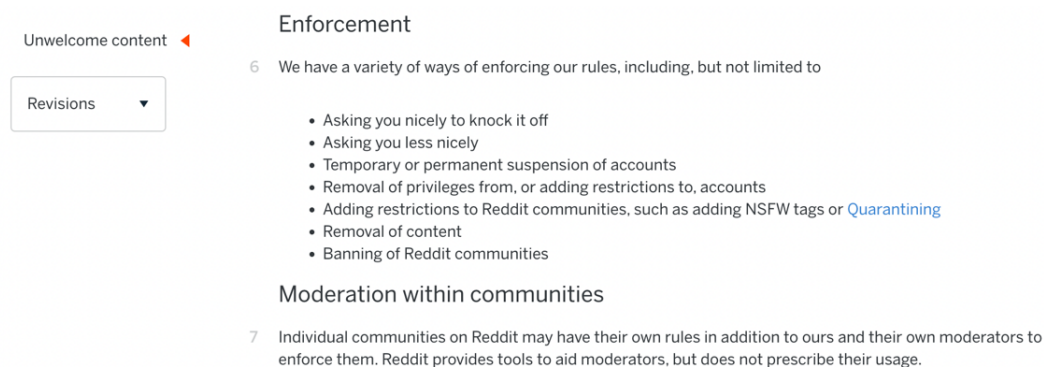 Unwelcome content
Revisions
Enforcement
6 We have a variety of ways of enforcing our rules, including, but not limited to
• Asking you nicely to knock it off
• Asking you less nicely
• Temporary or permanent suspension of accounts
• Removal of privileges from, or adding restrictions to, accounts
• Adding restrictions to Reddit communities, such as adding NSFW tags or Quarantining
• Removal of content
• Banning of Reddit communities
Moderation within communities
7 Individual communities on Reddit may have their own rules in addition to ours and their own moderators to
enforce them. Reddit provides tools to aid moderators, but does not prescribe their usage.